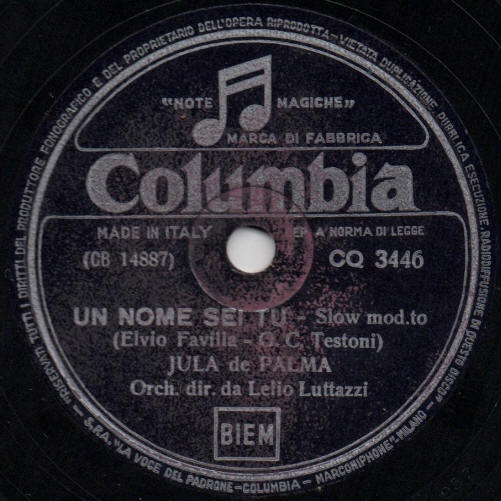 RISERVATI TUTTI I DIRITTI DEL PRODUTTORE FONOGRAFICO E DEL PROPRIETARIO DELL'OPERA RIPRODOTTA - VIETATA DUPLICAZIONE, PUBBLICA ESECUZIONE, RADIODIFFUSIONE DI QUESTO DISCO
"NOTE MAGICHE"
MARCA DI FABBRICA
Columbia
MADE IN ITALY
EP A NORMA DI LEGGE
(CB 14887)
CQ 3446
UN NOME SEI TU - Slow mod.to
(Elvio Favilla - G. C. Testoni)
JULA de PALMA
Orch. dir. da Lelio Luttazzi
BIEM
- S.P.A. "LA VOCE DEL PADRONE-COLUMBIA - MARCONIPHONE" - MILANO -